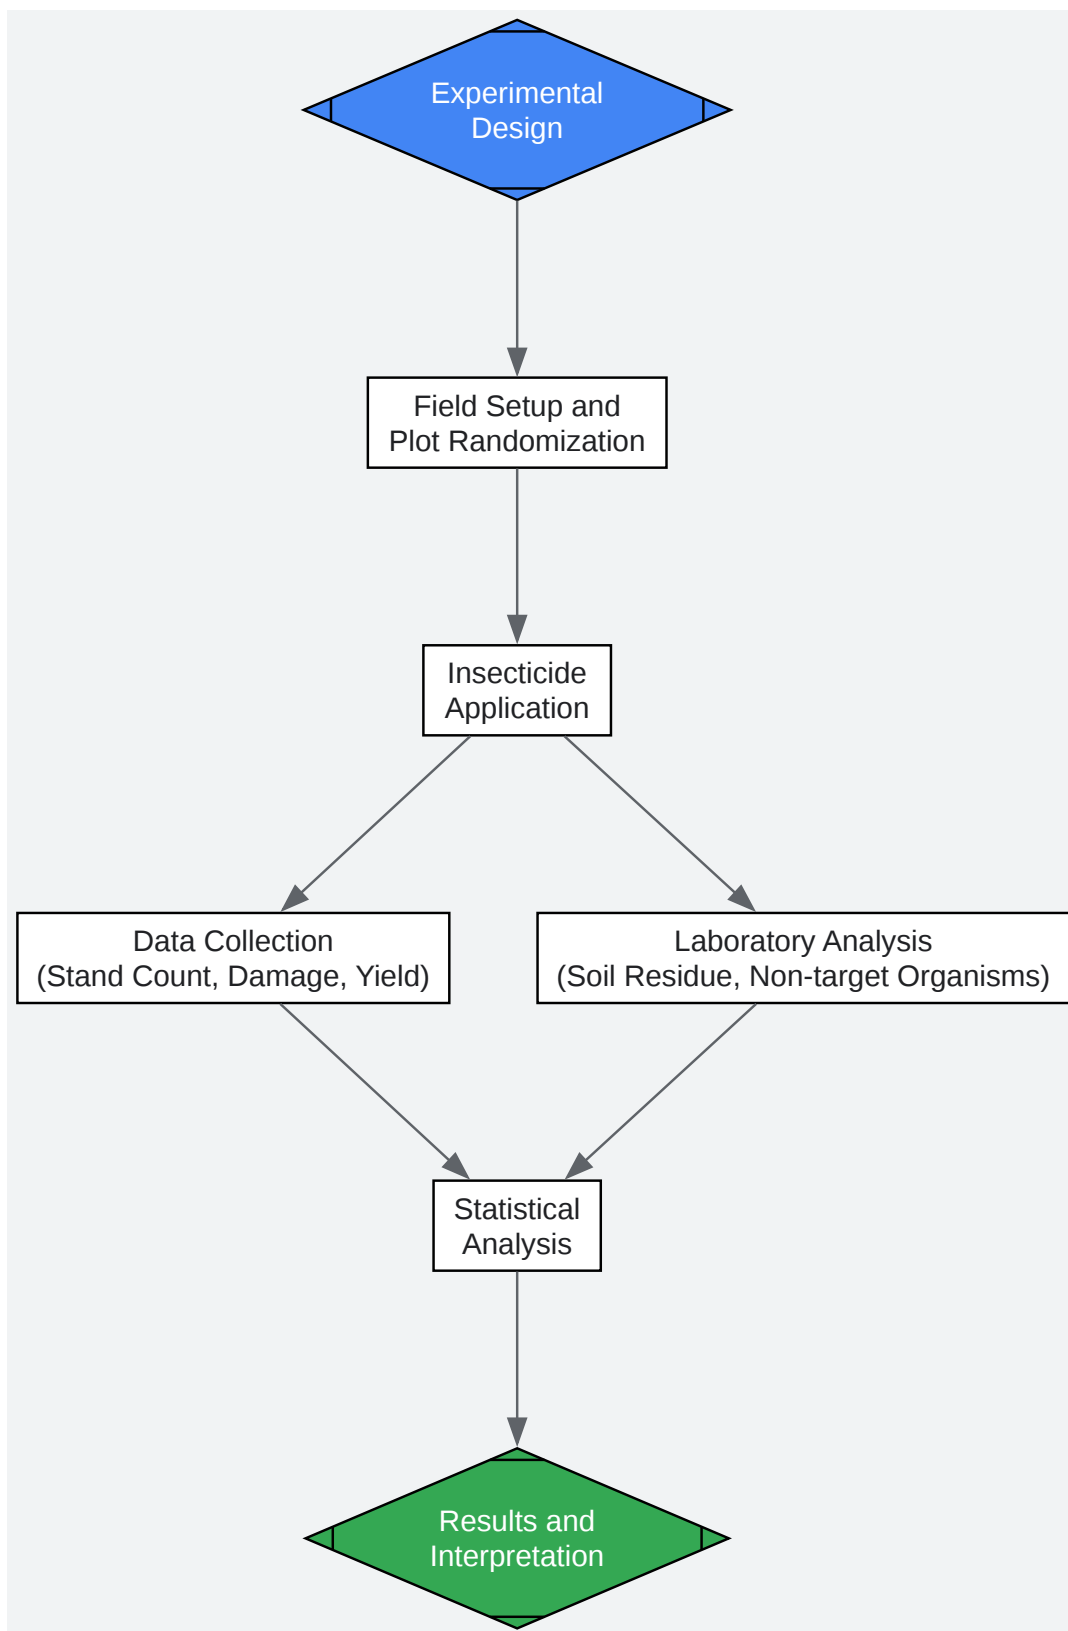 Experimental
Design
Field Setup and
Plot Randomization
Insecticide
Application
Data Collection
(Stand Count, Damage, Yield)
Laboratory Analysis
(Soil Residue, Non-target Organisms)
Statistical
Analysis
Results and
Interpretation